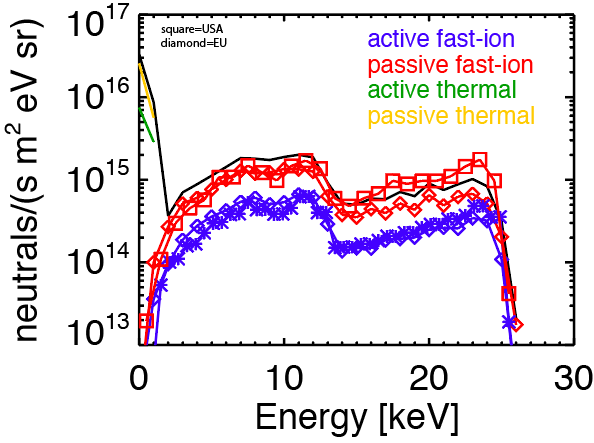 10^17
square=USA
diamond=EU
active fast-ion
passive fast-ion
active thermal
passive thermal
10^16
10^15
10^14
10^13
neutrals/(s m^2 eV sr)
0 10 20 30
Energy [keV]